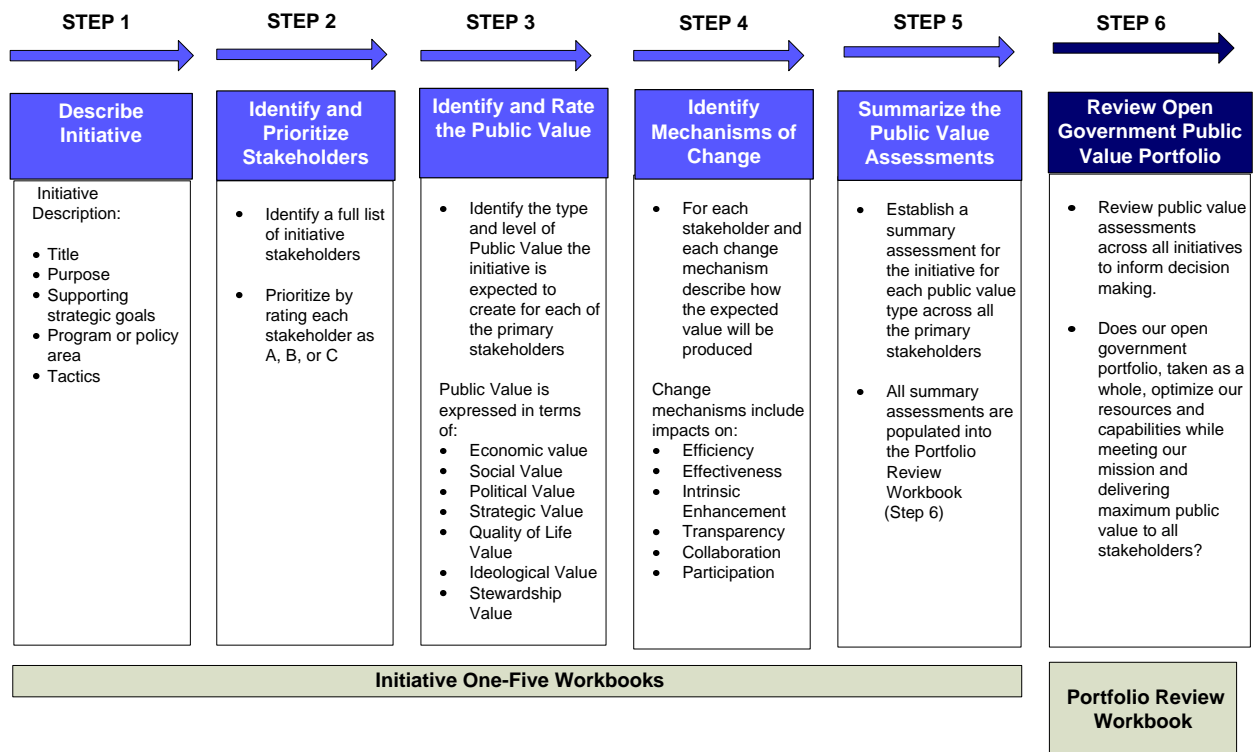 STEP 1
Describe
Initiative
Initiative
Description:
• Title
• Purpose
• Supporting
strategic goals
• Program or policy
area
• Tactics
STEP 2
Identify and
Prioritize
Stakeholders
• Identify a full list
of initiative
stakeholders
• Prioritize by
rating each
stakeholder as
A, B, or C
STEP 3
Identify and Rate
the Public Value
• Identify the type
and level of
Public Value the
initiative is
expected to
create for each of
the primary
stakeholders
Public Value is
expressed in terms
of:
• Economic value
• Social Value
• Political Value
• Strategic Value
• Quality of Life
Value
• Ideological Value
• Stewardship
Value
STEP 4
Identify
Mechanisms of
Change
• For each
stakeholder and
each change
mechanism
describe how
the expected
value will be
produced
Change
mechanisms include
impacts on:
• Efficiency
• Effectiveness
• Intrinsic
Enhancement
• Transparency
• Collaboration
• Participation
STEP 5
Summarize the
Public Value
Assessments
• Establish a
summary
assessment for
the initiative for
each public value
type across all
the primary
stakeholders
• All summary
assessments are
populated into
the Portfolio
Review
Workbook
(Step 6)
STEP 6
Review Open
Government Public
Value Portfolio
• Review public value
assessments
across all initiatives
to inform decision
making.
• Does our open
government
portfolio, taken as a
whole, optimize our
resources and
capabilities while
meeting our
mission and
delivering
maximum public
value to all
stakeholders?
Initiative One-Five Workbooks
Portfolio Review
Workbook